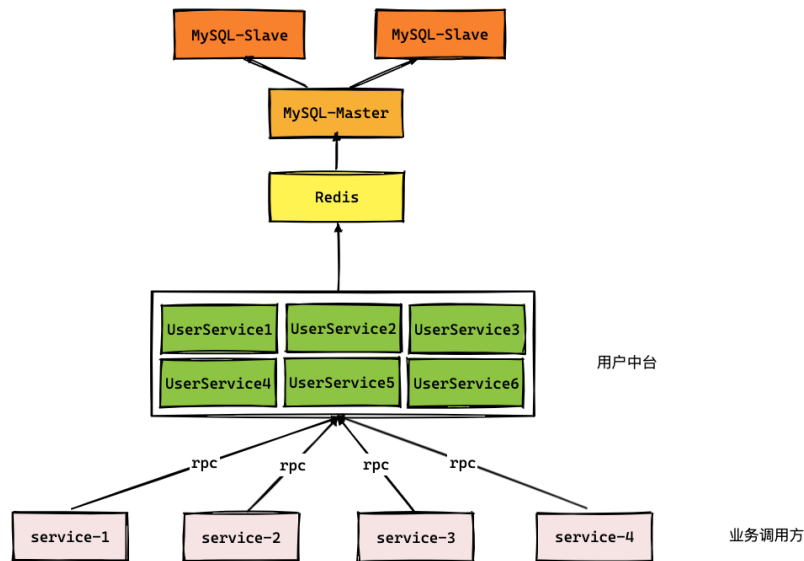 MySQL-Slave
MySQL-Slave
MySQL-Master
Redis
UserService1
UserService2
UserService3
UserService4
UserService5
UserService6
用户中台
rpc
rpc
rpc
rpc
service-1
service-2
service-3
service-4
业务调用方